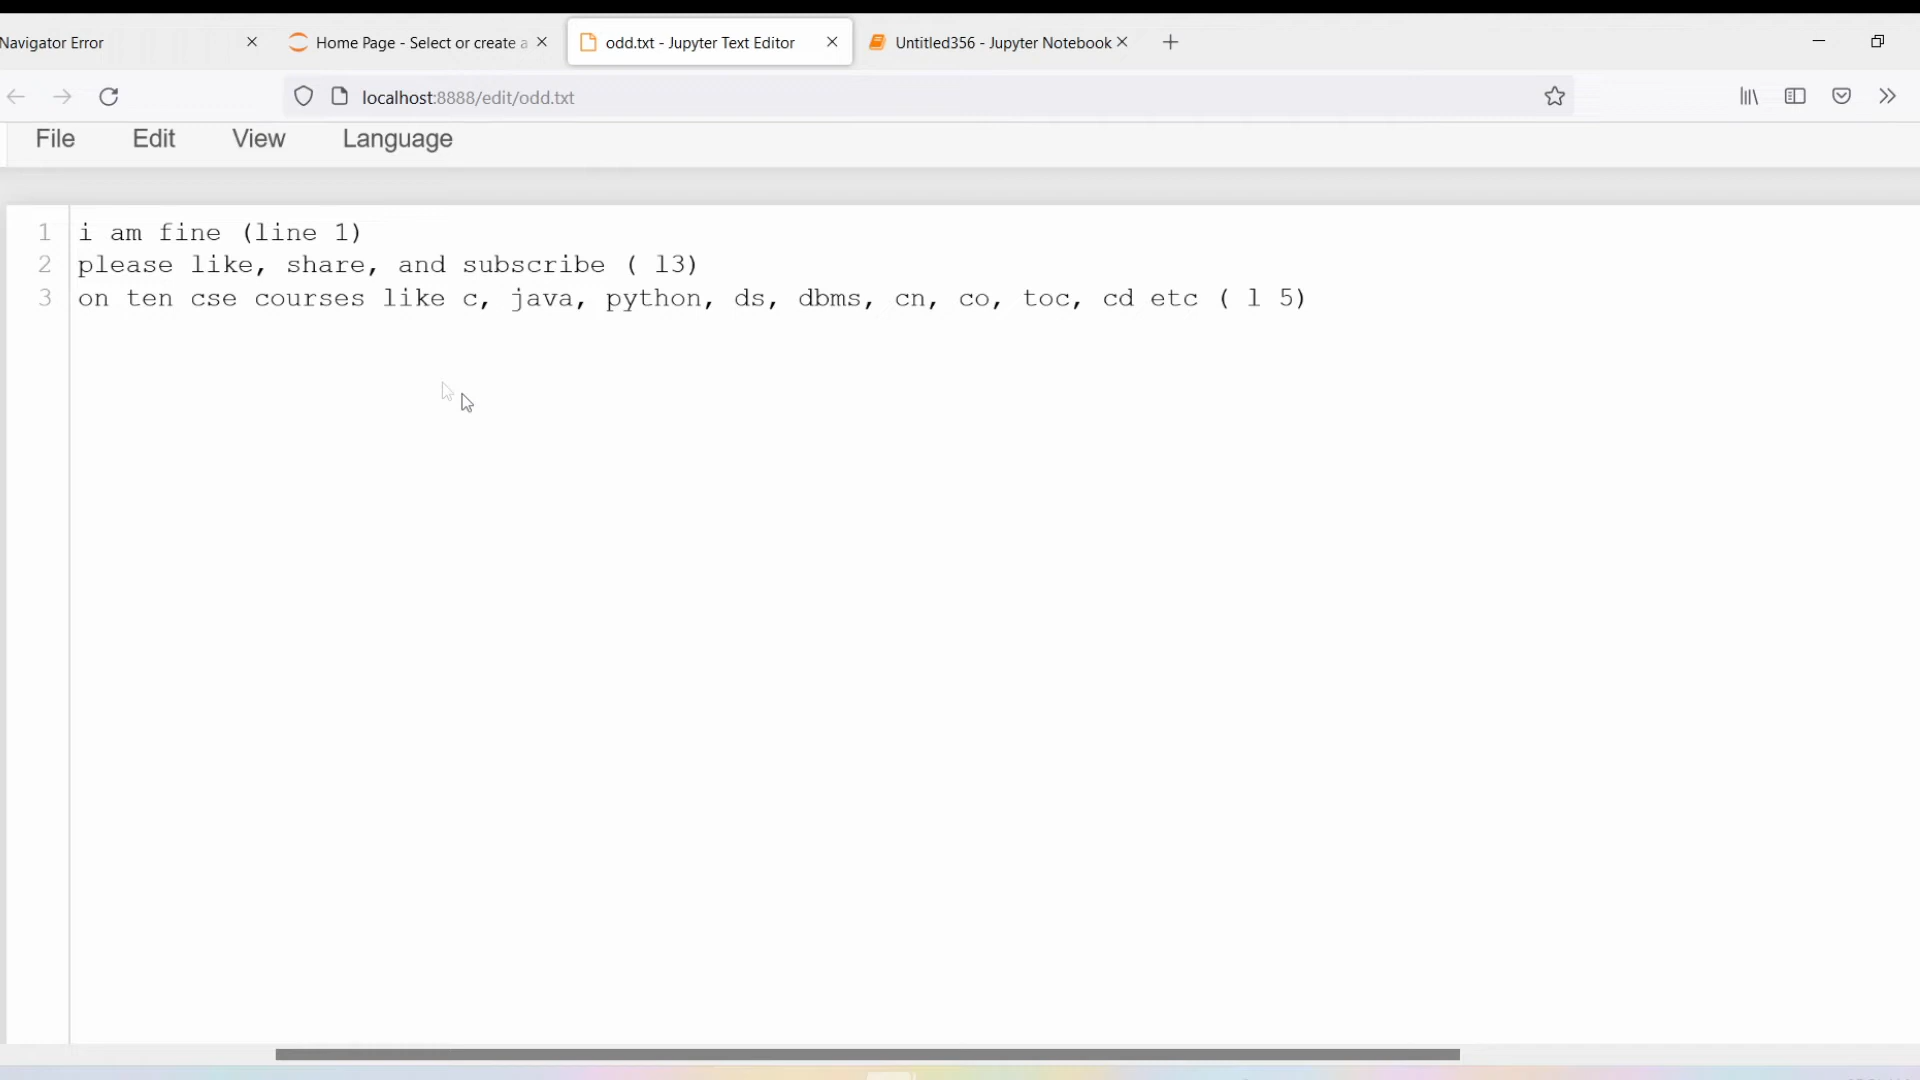 Navigator Error
Home Page - Select or create a
odd.txt - Jupyter Text Editor
Untitled356 - Jupyter Notebook
localhost:8888/edit/odd.txt
File Edit View Language
1 i am fine (line 1)
2 please like, share, and subscribe ( l3)
3 on ten cse courses like c, java, python, ds, dbms, cn, co, toc, cd etc ( l 5)